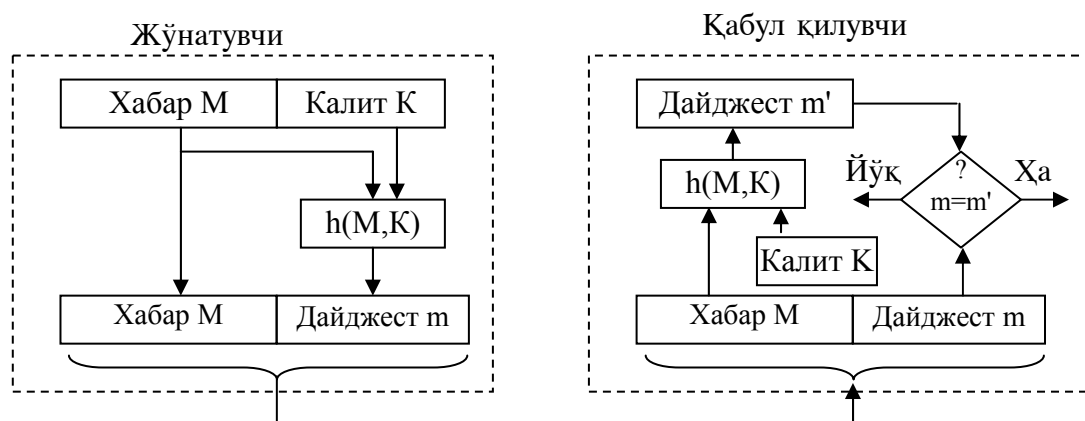 Жўнатувчи
Хабар М
Калит К
h(М,К)
Хабар М
Дайджест m
Қабул қилувчи
Дайджест m'
h(М,К)
Йўқ
?
m=m'
Ҳа
Калит К
Хабар М
Дайджест m